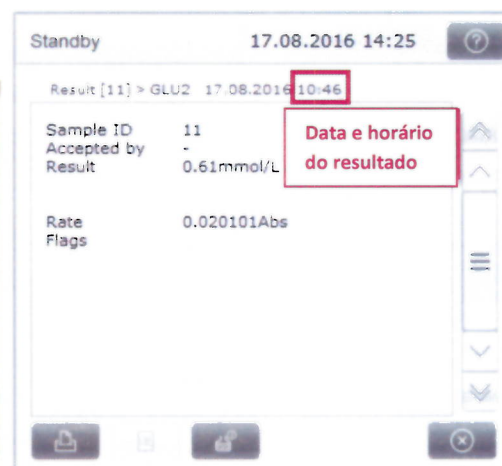 Standby 17.08.2016 14:25 ?
Result [11] > GLU2 17.08.2016 10:46
Sample ID 11
Accepted by -
Result 0.61mmol/L
Data e horário
do resultado
Rate 0.020101Abs
Flags